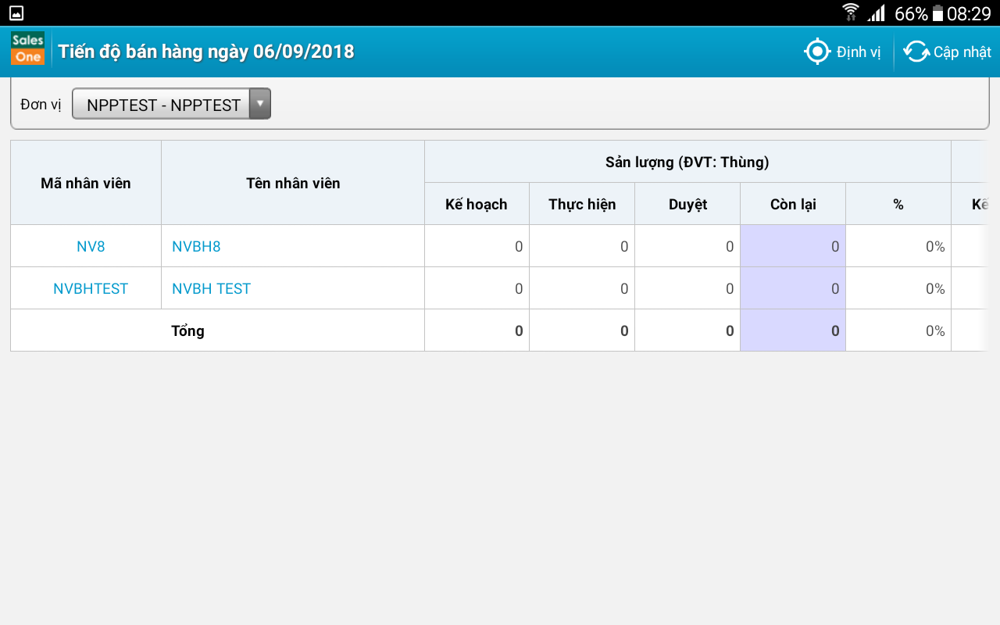 66% 08:29
Sales One
Tiến độ bán hàng ngày 06/09/2018
Định vị
Cập nhật
Đơn vị
NPPTEST - NPPTEST
Mã nhân viên
Tên nhân viên
Sản lượng (ĐVT: Thùng)
Kế hoạch
Thực hiện
Duyệt
Còn lại
%
Kế
NV8 NVBH8 0 0 0 0 0%
NVBHTEST NVBH TEST 0 0 0 0 0%
Tổng 0 0 0 0 0%